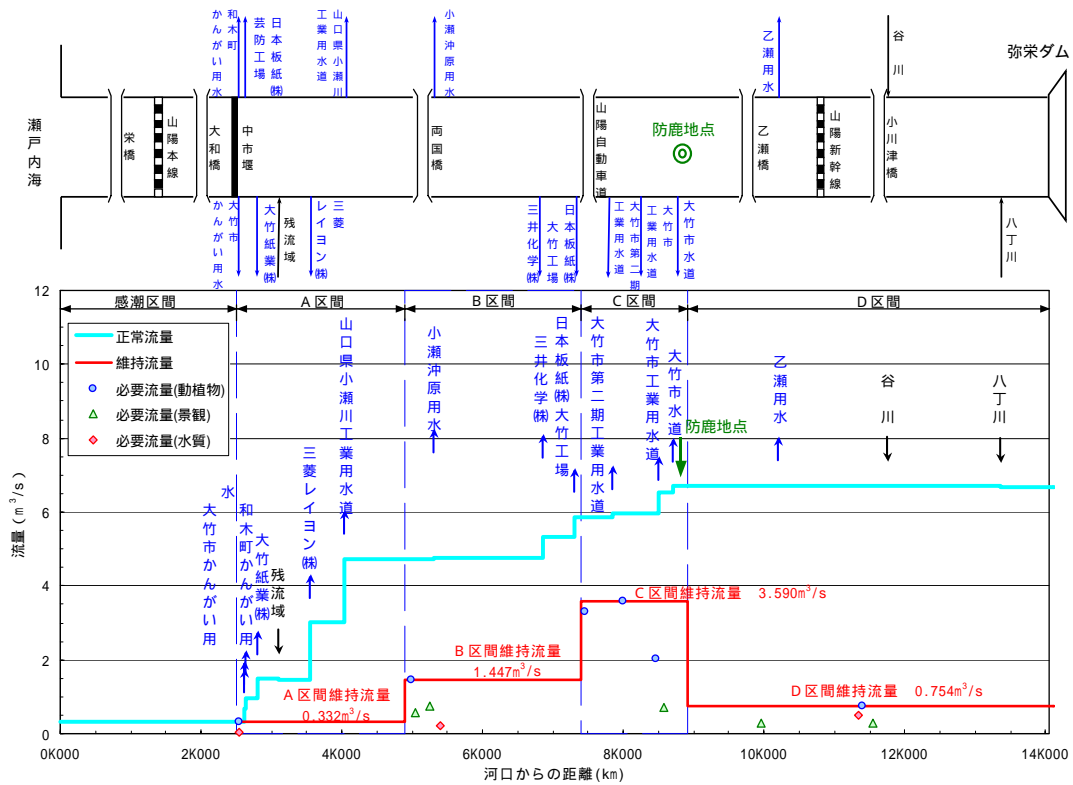 和木町
かんがい用水
日本板紙㈱
芸防工場
山口県小瀬川
工業用水道
小瀬沖原用水
乙瀬用水
谷川
弥栄ダム
瀬戸内海
栄橋
山陽本線
大和橋
中市堰
両国橋
山陽自動車道
防鹿地点
乙瀬橋
山陽新幹線
小川津橋
大竹市
かんがい用水
大竹紙業㈱
残流域
三菱
レイヨン㈱
三井化学㈱
日本板紙㈱
大竹工場
大竹市第二期
工業用水道
大竹市
工業用水道
大竹市水道
八丁川
感潮区間
A区間
B区間
C区間
D区間
正常流量
維持流量
必要流量(動植物)
必要流量(景観)
必要流量(水質)
大竹市かんがい用
水
和木町かんがい用
大竹紙業㈱
残流域
三菱レイヨン㈱
山口県小瀬川工業用水道
小瀬沖原用水
三井化学㈱
日本板紙㈱大竹工場
大竹市第二期工業用水道
大竹市工業用水道
大竹市水道
防鹿地点
乙瀬用水
谷川
八丁川
A区間維持流量
0.332m³/s
B区間維持流量
1.447m³/s
C区間維持流量 3.590m³/s
D区間維持流量 0.754m³/s
流量(m³/s)
12
10
8
6
4
2
0
0K000
2K000
4K000
6K000
8K000
10K000
12K000
14K000
河口からの距離(km)